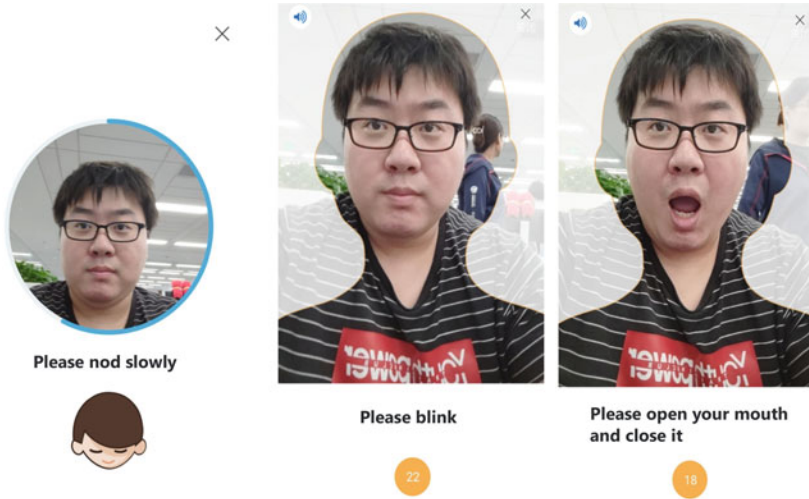 Please nod slowly
Please blink
22
Please open your mouth
and close it
18